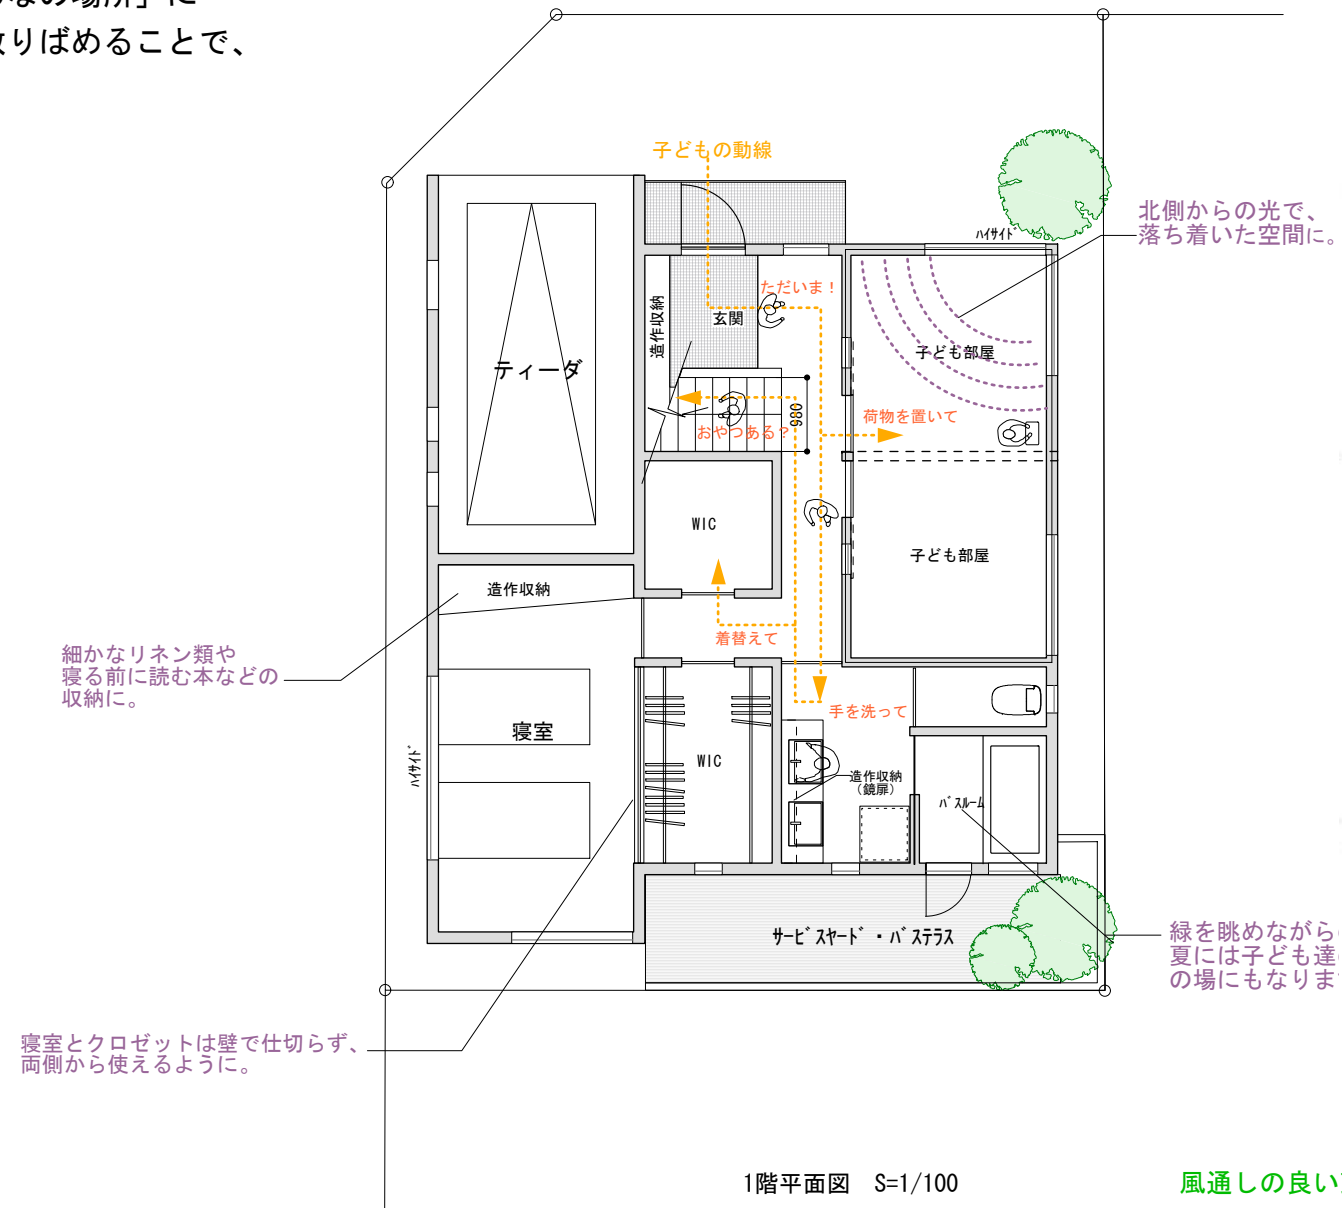 なの場所」に
りばめることで、
子どもの動線
北側からの光で、
落ち着いた空間に。
ﾊｲｻｲﾄﾞ
ただいま！
造作収納
玄関
子ども部屋
ティーダ
荷物を置いて
980
おやつある？
WIC
子ども部屋
造作収納
着替えて
細かなリネン類や
寝る前に読む本などの
収納に。
手を洗って
寝室
WIC
ﾊｲｻｲﾄﾞ
造作収納
（鏡扉）
ﾊﾞｽﾙｰﾑ
ｻｰﾋﾞｽﾔｰﾄﾞ・ﾊﾞｽﾃﾗｽ
緑を眺めながら
夏には子ども達
の場にもなりま
寝室とクロゼットは壁で仕切らず、
両側から使えるように。
1階平面図　S=1/100
風通しの良い